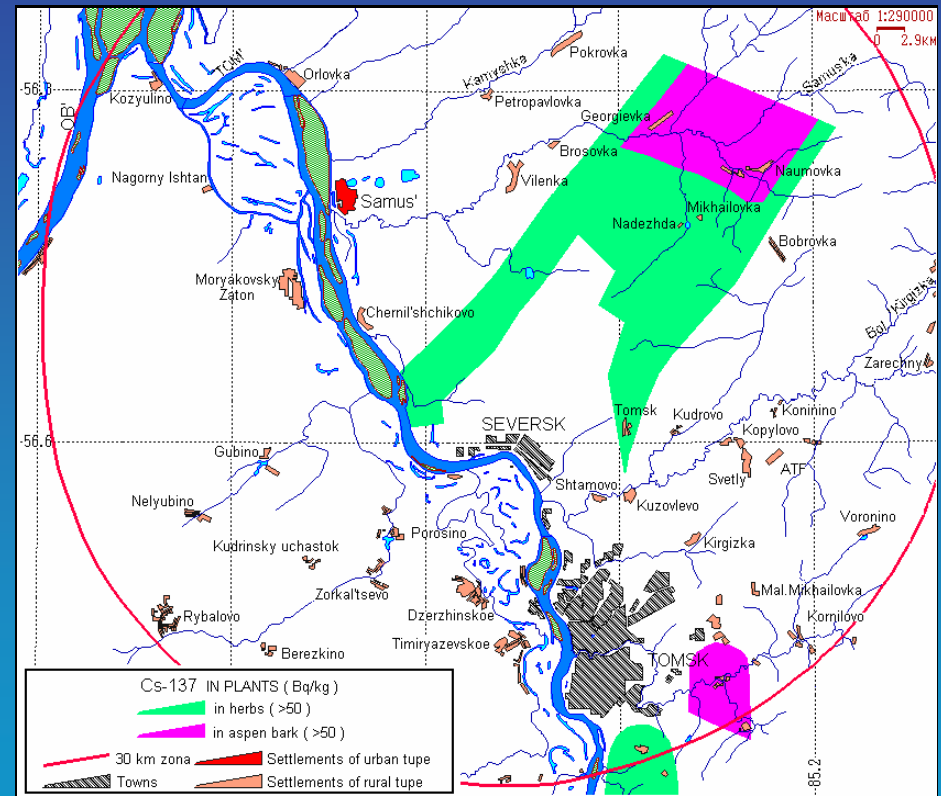 Масштаб 1:290000
0 2.9км
Pokrovka
Kamyshka
Samuska
TOM'
Orlovka
56.8
Kozyulino
Petropavlovka
OB'
Georgievka
Brosovka
Nagorny Ishtan
Vilenka
Naumovka
Samus'
Mikhailovka
Nadezhda
Bobrovka
Moryakovsky
Zaton
Chernil'shchikovo
Bol. Kirgizka
Zarechny
Tomsk
Kudrovo
Koninino
SEVERSK
Kopylovo
56.6
Gubino
ATF
Svetly
Shtamovo
Kuzovlevo
Nelyubino
Voronino
Porosino
Kirgizka
Kudrinsky uchastok
Zorkal'tsevo
Mal.Mikhailovka
Dzerzhinskoe
Rybalovo
Kornilovo
Timiryazevskoe
Berezkino
TOMSK
Cs-137 IN PLANTS ( Bq/kg )
in herbs ( >50 )
in aspen bark ( >50 )
30 km zona
Settlements of urban tupe
Towns
Settlements of rural tupe
85.2